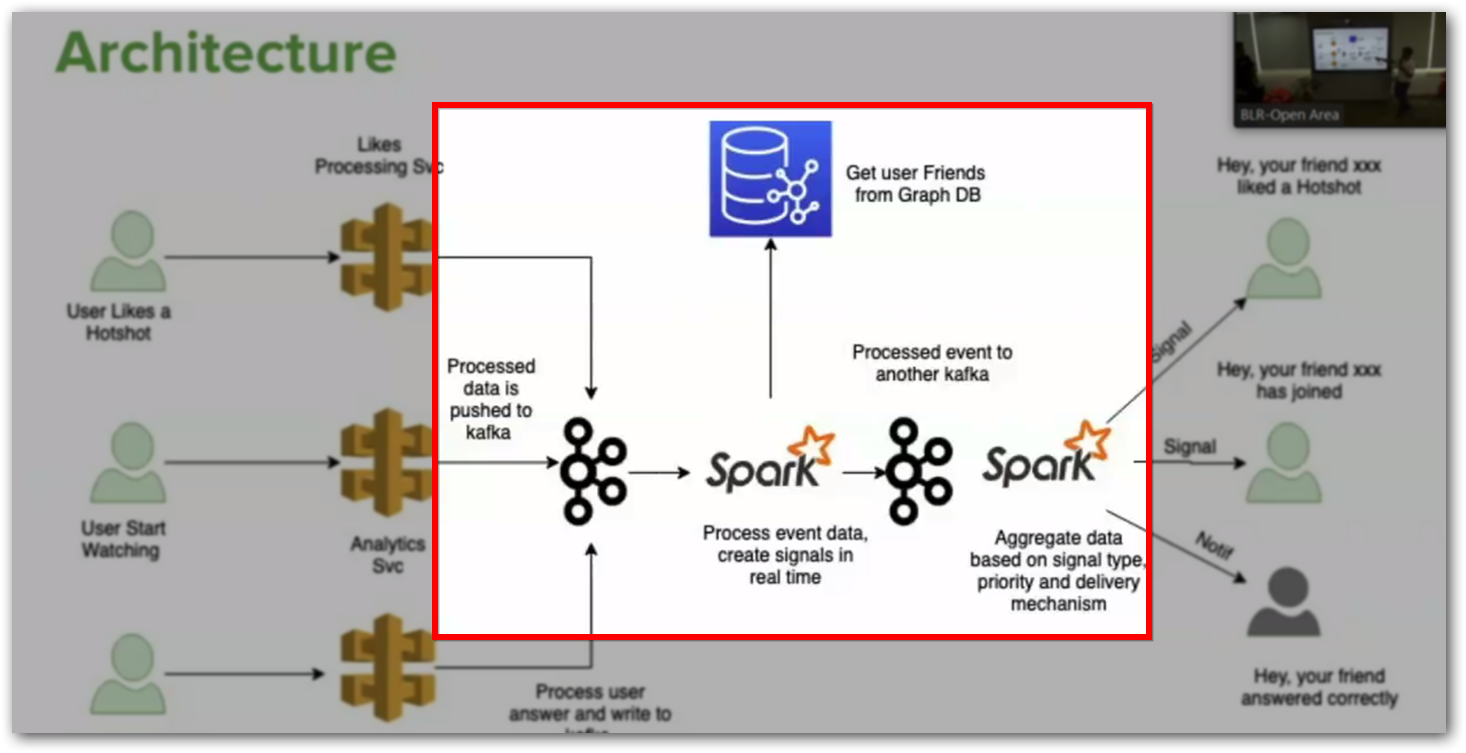 Architecture
BLR-Open Area
Likes
Processing Svc
User Likes a
Hotshot
Get user Friends
from Graph DB
Hey, your friend xxx
liked a Hotshot
Processed
data is
pushed to
kafka
Processed event to
another kafka
Signal
Hey, your friend xxx
has joined
User Start
Watching
Analytics
Svc
Spark
Process event data,
create signals in
real time
Spark
Aggregate data
based on signal type,
priority and delivery
mechanism
Signal
Notif
Process user
answer and write to
kafka
Hey, your friend
answered correctly